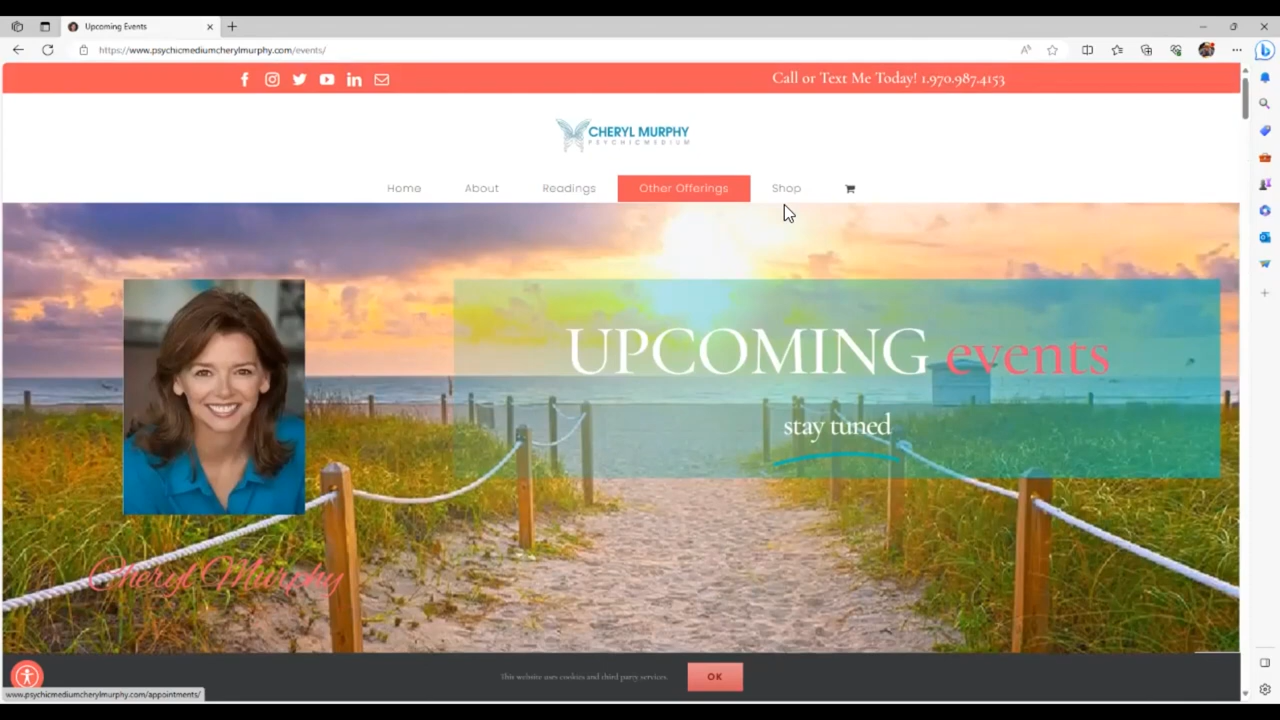 Upcoming Events
https://www.psychicmediumcherylmurphy.com/events/
Call or Text Me Today! 1.970.987.4153
CHERYL MURPHY
PSYCHICMEDIUM
Home About Readings Other Offerings Shop
UPCOMING events
stay tuned
Cheryl Murphy
This website uses cookies and third party services.
OK
www.psychicmediumcherylmurphy.com/appointments/